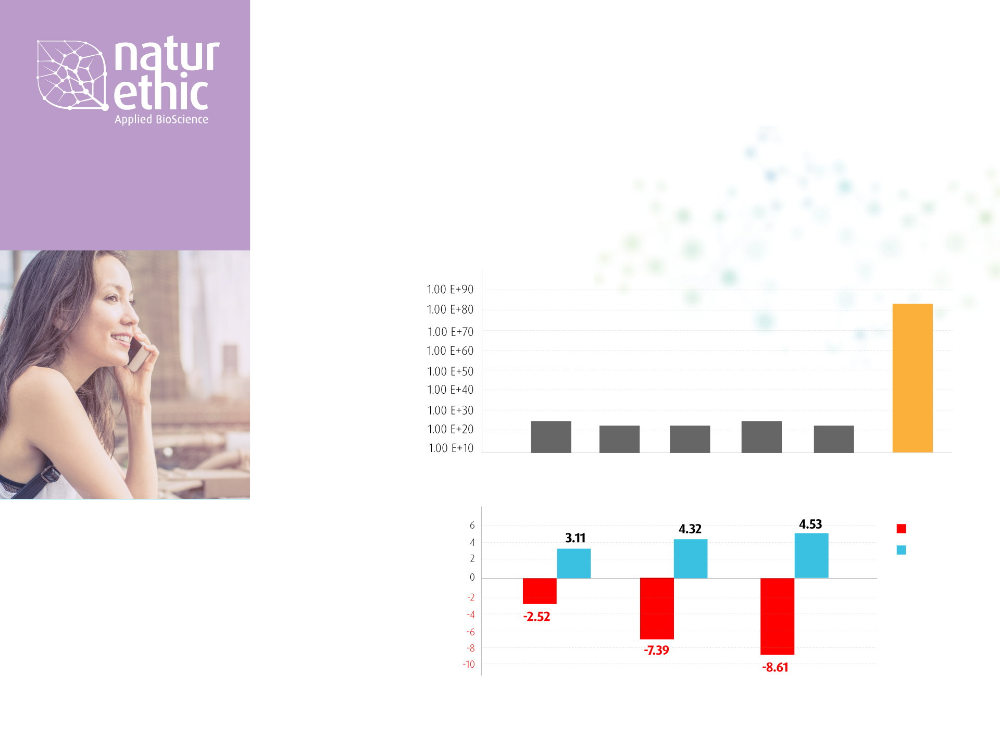 natur
ethic
Applied BioScience
1.00 E+90
1.00 E+80
1.00 E+70
1.00 E+60
1.00 E+50
1.00 E+40
1.00 E+30
1.00 E+20
1.00 E+10
6
4
2
0
-2
-4
-6
-8
-10
3.11
4.32
4.53
-2.52
-7.39
-8.61